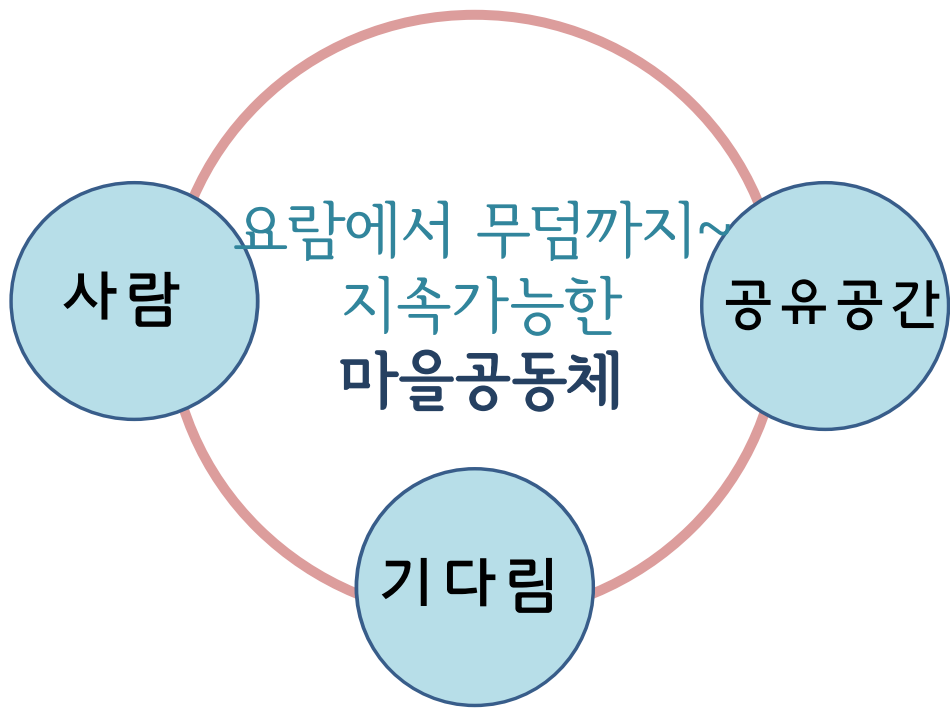 요람에서 무덤까지~
지속가능한
마을공동체
사람
공유공간
기다림